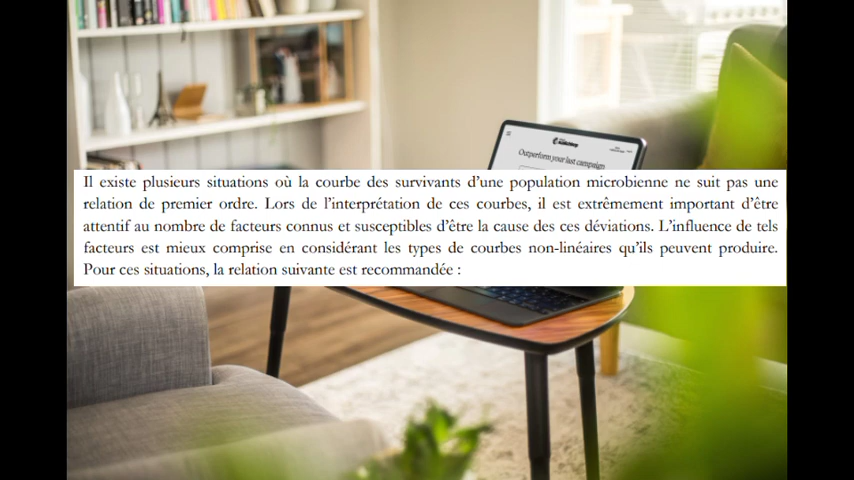 Outperform your last campaign
Il existe plusieurs situations où la courbe des survivants d'une population microbienne ne suit pas une
relation de premier ordre. Lors de l'interprétation de ces courbes, il est extrêmement important d'être
attentif au nombre de facteurs connus et susceptibles d'être la cause des ces déviations. L'influence de tels
facteurs est mieux comprise en considérant les types de courbes non-linéaires qu'ils peuvent produire.
Pour ces situations, la relation suivante est recommandée :